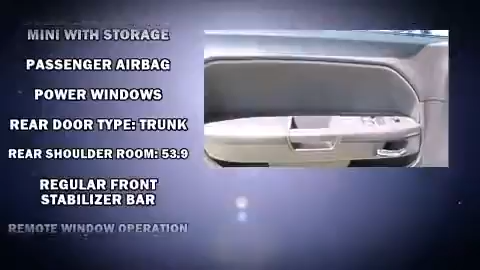 MINI WITH STORAGE
PASSENGER AIRBAG
POWER WINDOWS
REAR DOOR TYPE: TRUNK
REAR SHOULDER ROOM: 53.9
REGULAR FRONT
STABILIZER BAR
REMOTE WINDOW OPERATION